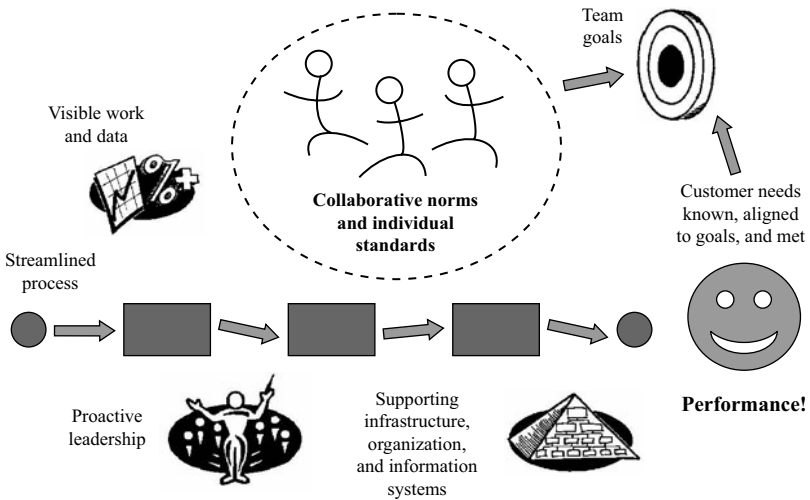 Team
goals
Visible work
and data
Collaborative norms
and individual
standards
Customer needs
known, aligned
to goals, and met
Streamlined
process
Proactive
leadership
Supporting
infrastructure,
organization,
and information
systems
Performance!